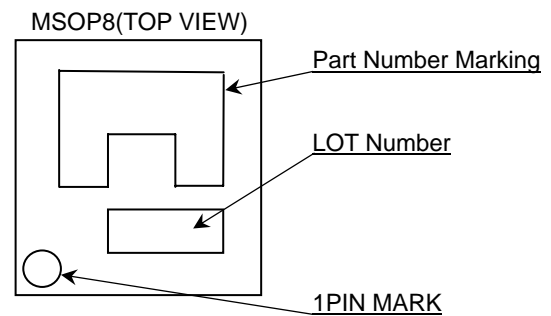 MSOP8(TOP VIEW)
Part Number Marking
LOT Number
1PIN MARK